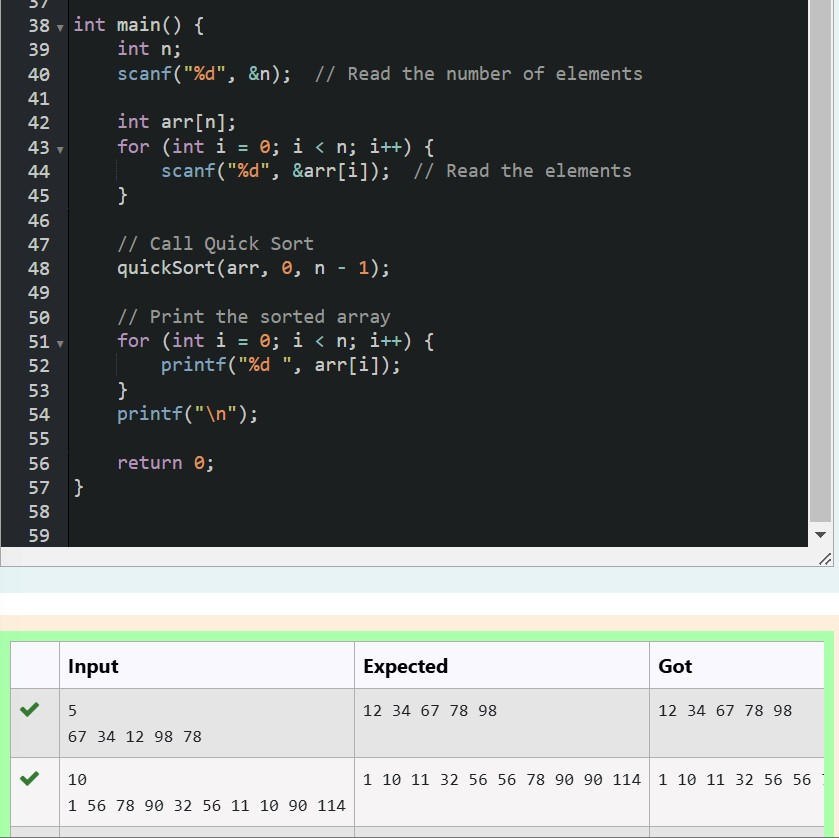 37
38 int main() {
39     int n;
40     scanf("%d", &n);  // Read the number of elements
41
42     int arr[n];
43     for (int i = 0; i < n; i++) {
44         scanf("%d", &arr[i]);  // Read the elements
45     }
46
47     // Call Quick Sort
48     quickSort(arr, 0, n - 1);
49
50     // Print the sorted array
51     for (int i = 0; i < n; i++) {
52         printf("%d ", arr[i]);
53     }
54     printf("\n");
55
56     return 0;
57 }
58
59
Input Expected Got
5 12 34 67 78 98 12 34 67 78 98
67 34 12 98 78
10 1 10 11 32 56 56 78 90 90 114 1 10 11 32 56 56
1 56 78 90 32 56 11 10 90 114